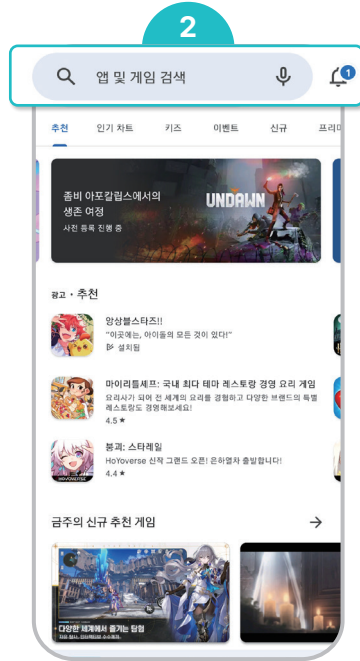 2
앱 및 게임 검색
1
추천 인기 차트 키즈 이벤트 신규
좀비 아포칼립스에서의
생존 여정
사전 등록 진행 중
UNDAWN
광고 • 추천
앙상블스타즈!!
"이곳에는, 아이돌의 모든 것이 있다!"
설치됨
마이리틀셰프: 국내 최다 테마 레스토랑 경영 요리 게임
요리사가 되어 전 세계의 요리를 경험하고 다양한 브랜드의 특별
레스토랑도 경영해보세요!
4.5 ★
붕괴: 스타레일
HoYoverse 신작 그랜드 오픈! 은하열차 출발합니다!
4.4 ★
금주의 신규 추천 게임
다양한 세계에서 즐기는 탐험